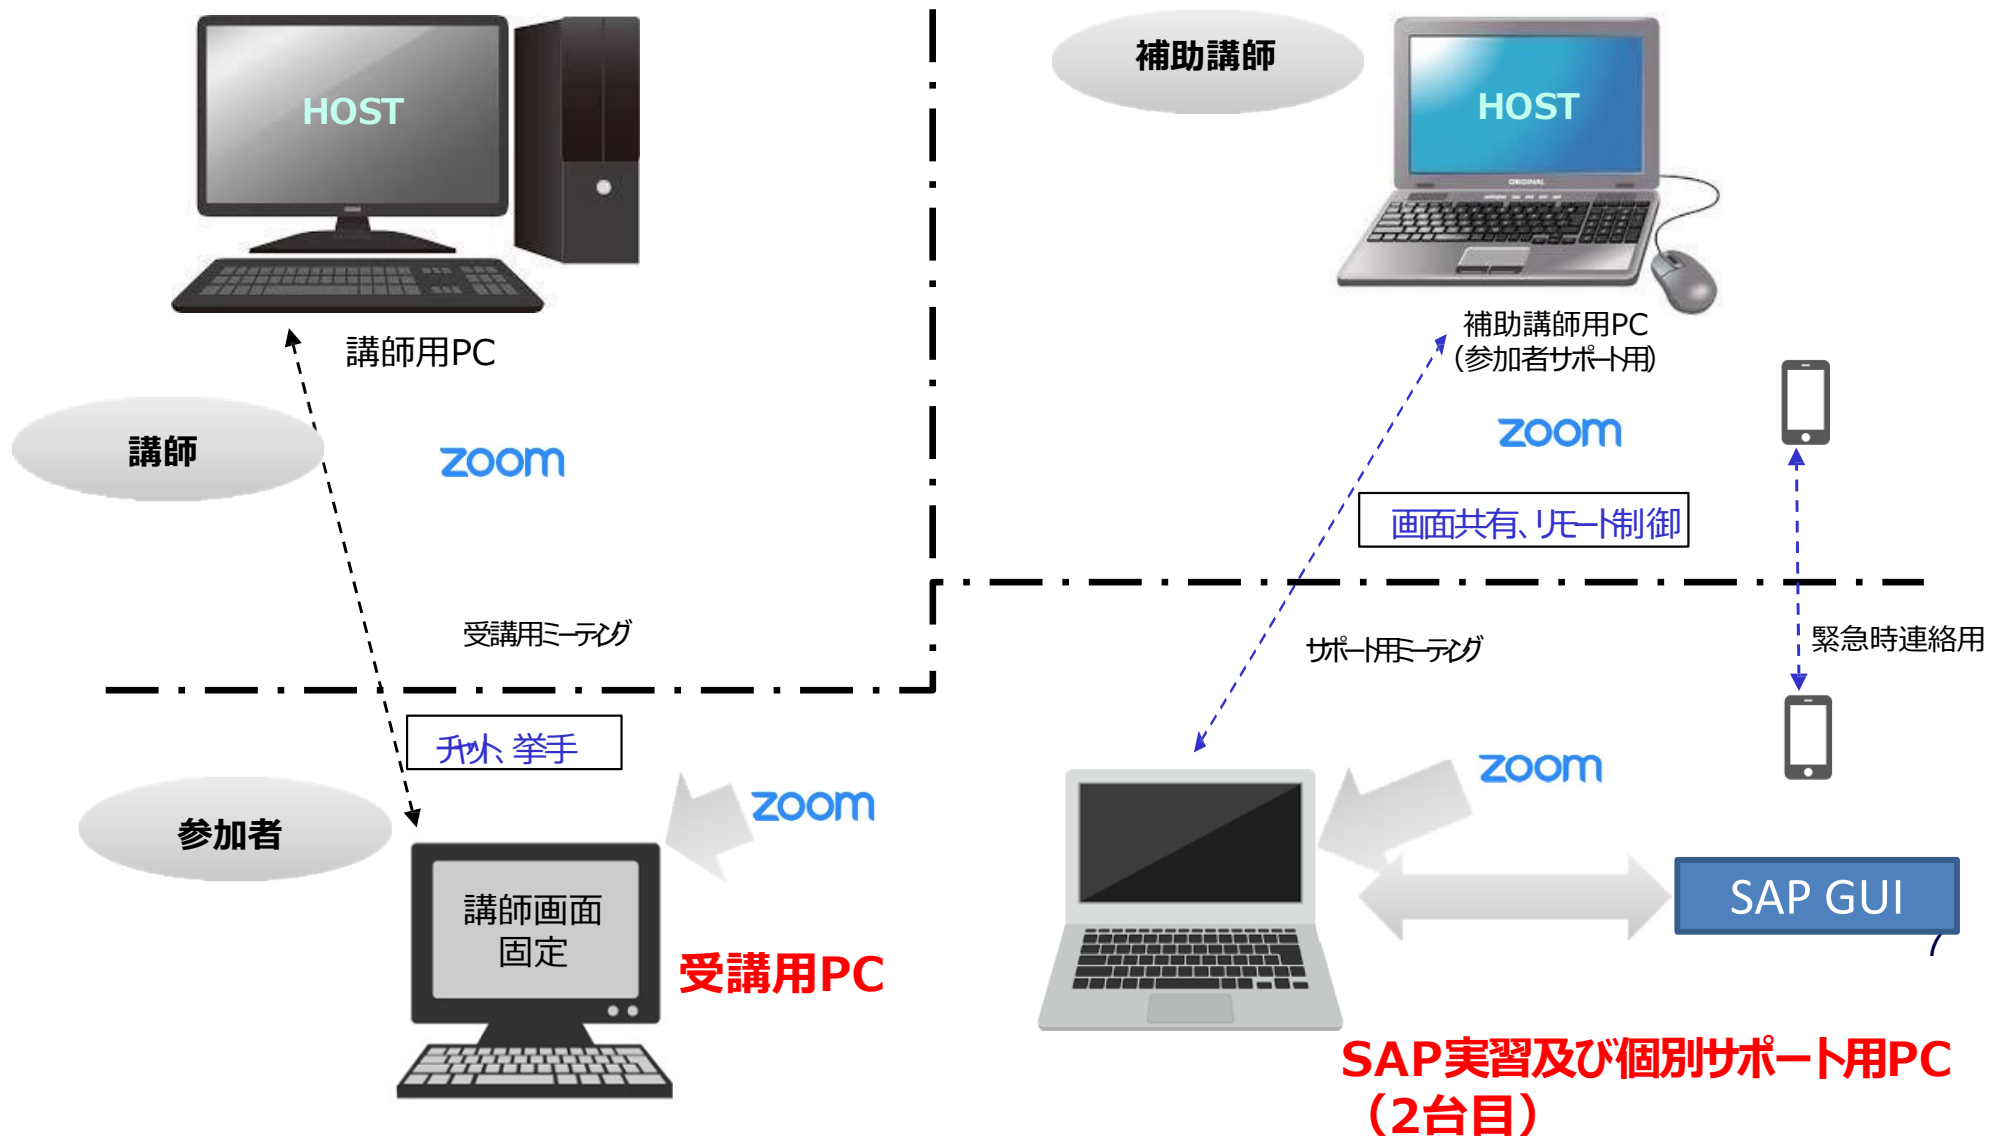 HOST
講師用PC
講師
zoom
受講用ミーティング
補助講師
HOST
補助講師用PC
（参加者サポート用）
zoom
画面共有、リモート制御
サポート用ミーティング
緊急時連絡用
チャット、挙手
参加者
zoom
講師画面
固定
受講用PC
zoom
SAP GUI
7
SAP実習及び個別サポート用PC
（2台目）